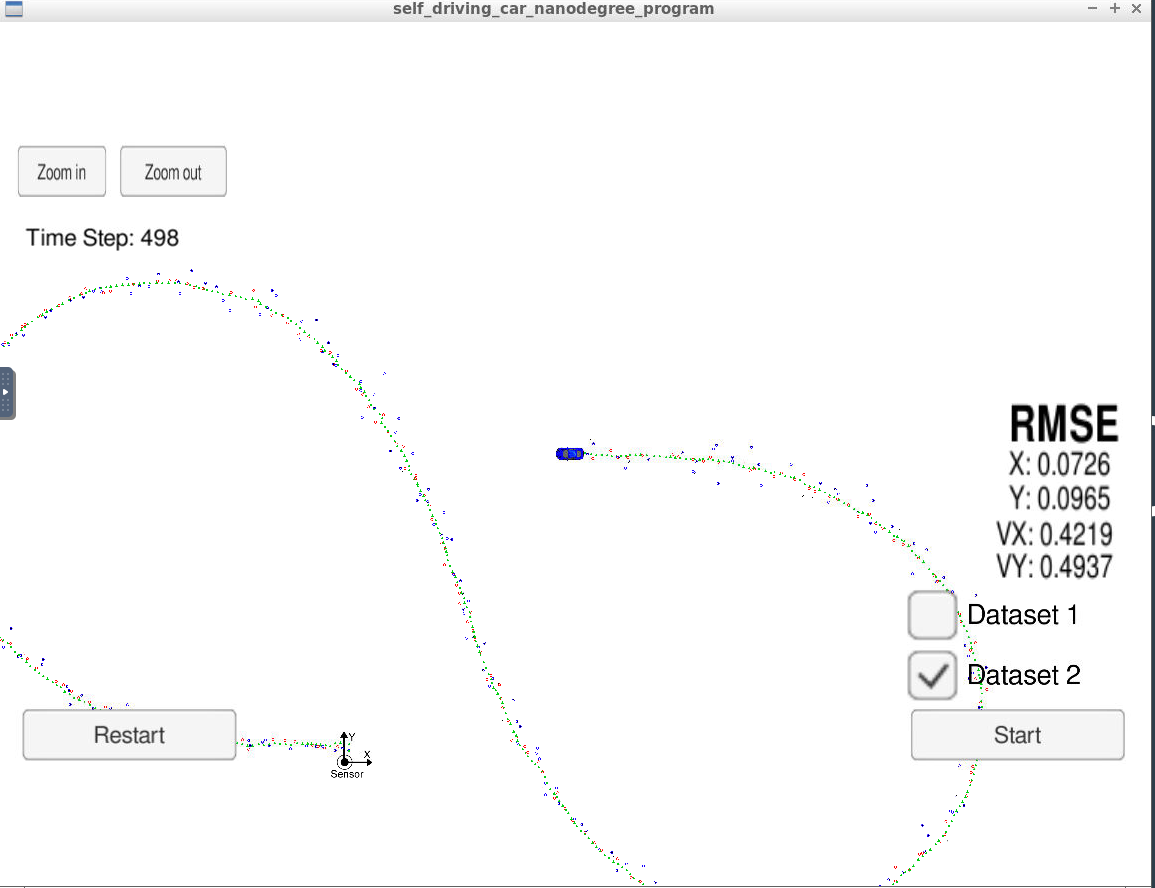 self_driving_car_nanodegree_program
Zoom in
Zoom out
Time Step: 498
RMSE
X: 0.0726
Y: 0.0965
VX: 0.4219
VY: 0.4937
Dataset 1
Dataset 2
Restart
Y
X
Sensor
Start